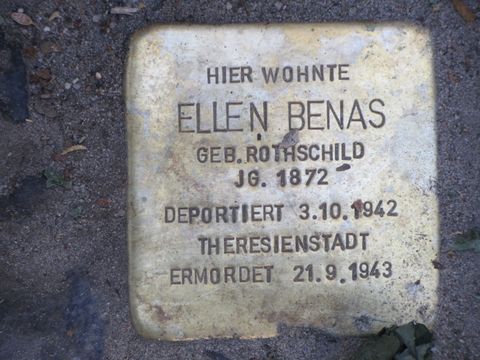 HIER WOHNTE
ELLEN BENAS
GEB. ROTHSCHILD
JG. 1872
DEPORTIERT 3.10.1942
THERESIENSTADT
ERMORDET 21.9.1943